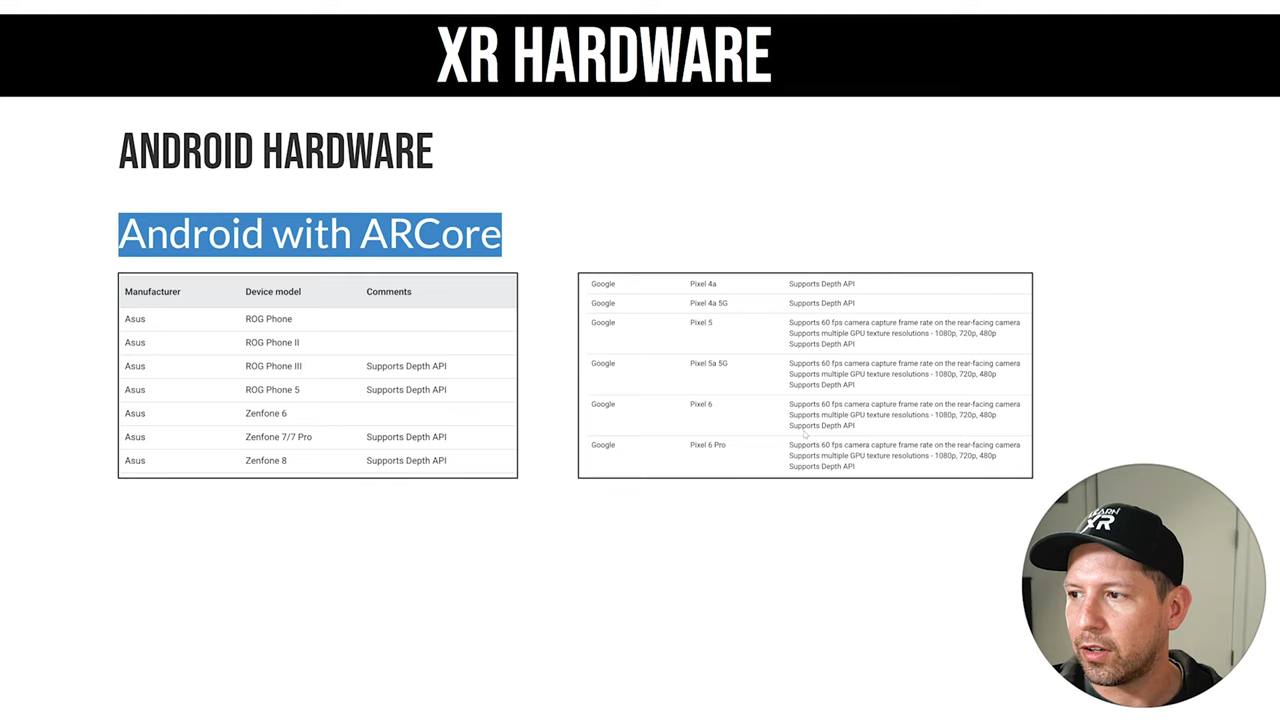 XR HARDWARE
ANDROID HARDWARE
Android with ARCore
Manufacturer Device model Comments
Asus ROG Phone
Asus ROG Phone II
Asus ROG Phone III Supports Depth API
Asus ROG Phone 5 Supports Depth API
Asus Zenfone 6
Asus Zenfone 7/7 Pro Supports Depth API
Asus Zenfone 8 Supports Depth API
Google Pixel 4a Supports Depth API
Google Pixel 4a 5G Supports Depth API
Google Pixel 5 Supports 60 fps camera capture frame rate on the rear-facing camera
Supports multiple GPU texture resolutions - 1080p, 720p, 480p
Supports Depth API
Google Pixel 5a 5G Supports 60 fps camera capture frame rate on the rear-facing camera
Supports multiple GPU texture resolutions - 1080p, 720p, 480p
Supports Depth API
Google Pixel 6 Supports 60 fps camera capture frame rate on the rear-facing camera
Supports multiple GPU texture resolutions - 1080p, 720p, 480p
Supports Depth API
Google Pixel 6 Pro Supports 60 fps camera capture frame rate on the rear-facing camera
Supports multiple GPU texture resolutions - 1080p, 720p, 480p
Supports Depth API
LEARN
XR